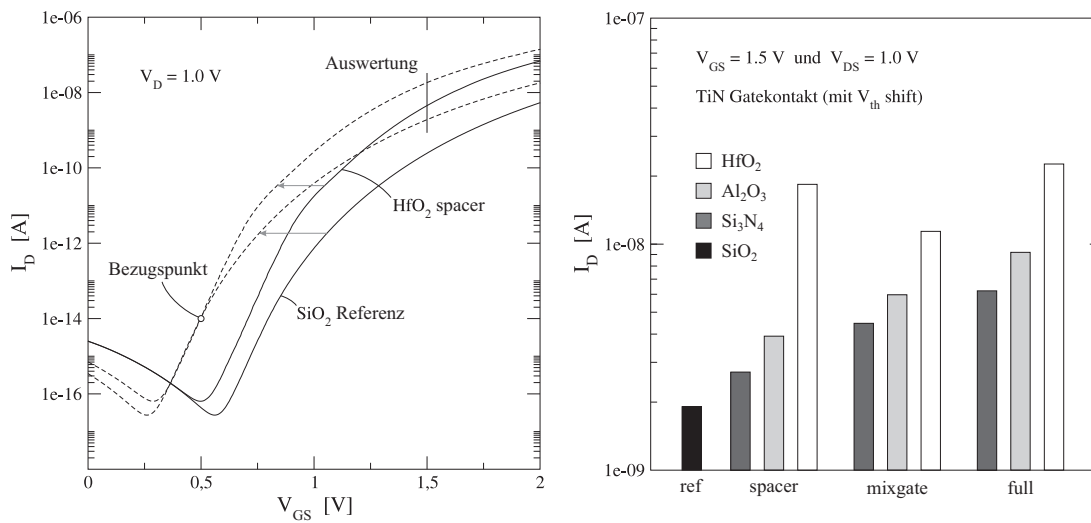 1e-06
1e-08
1e-10
1e-12
1e-14
1e-16
I_D [A]
V_D = 1.0 V
Auswertung
HfO₂ spacer
Bezugspunkt
SiO₂ Referenz
0 0,5 1 1,5 2
V_GS [V]
1e-07
1e-08
1e-09
I_D [A]
V_GS = 1.5 V und V_DS = 1.0 V
TiN Gatekontakt (mit V_th shift)
HfO₂
Al₂O₃
Si₃N₄
SiO₂
ref spacer mixgate full